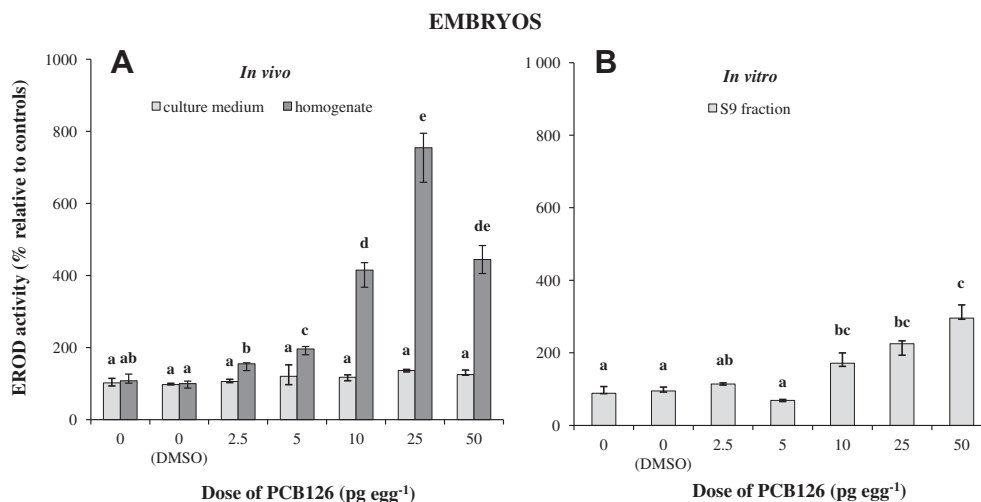 EMBRYOS
EROD activity (% relative to controls)
A
In vivo
culture medium
homogenate
1000
800
600
400
200
0
a ab
a a
a b
a c
a d
a e
a de
0 0 2.5 5 10 25 50
(DMSO)
Dose of PCB126 (pg egg-1)
B
In vitro
S9 fraction
1 000
800
600
400
200
0
a a ab a bc bc c
0 0 2.5 5 10 25 50
(DMSO)
Dose of PCB126 (pg egg-1)